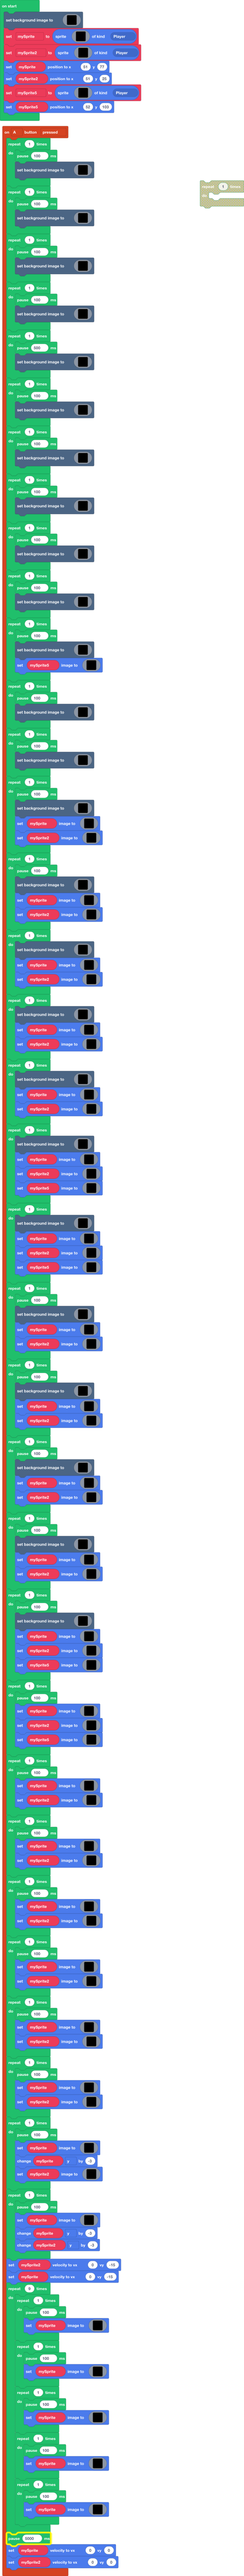 on start
set background image to
set mySprite to sprite of kind Player
set mySprite2 to sprite of kind Player
set mySprite position to x y 77
set mySprite2 position to x 51 y
set mySprite3 to sprite of kind Player
set mySprite3 position to x y 103
on A button pressed
repeat 1 times
do pause 100 ms
set background image to
repeat 1 times
do pause 100 ms
set background image to
repeat 1 times
do pause 100 ms
set background image to
repeat 1 times
do pause 100 ms
set background image to
repeat 1 times
do pause 500 ms
set background image to
repeat 1 times
do pause 100 ms
set background image to
repeat 1 times
do pause 100 ms
set background image to
repeat 1 times
do pause 100 ms
set background image to
repeat 1 times
do pause 100 ms
set background image to
repeat 1 times
do pause 100 ms
set background image to
repeat 1 times
do pause 100 ms
set background image to
set mySprite3 image to
repeat 1 times
do pause 100 ms
set background image to
repeat 1 times
do pause 100 ms
set background image to
repeat 1 times
do pause 100 ms
set background image to
set mySprite image to
set mySprite2 image to
repeat 1 times
do pause 100 ms
set background image to
set mySprite image to
set mySprite2 image to
repeat 1 times
do
set background image to
set mySprite image to
set mySprite2 image to
repeat 1 times
do
set background image to
set mySprite image to
set mySprite2 image to
repeat 1 times
do
set background image to
set mySprite image to
set mySprite2 image to
repeat 1 times
do
set background image to
set mySprite image to
set mySprite2 image to
set mySprite3 image to
repeat 1 times
do
set background image to
set mySprite image to
set mySprite2 image to
set mySprite3 image to
repeat 1 times
do pause 100 ms
set background image to
set mySprite image to
set mySprite2 image to
repeat 1 times
do pause 100 ms
set background image to
set mySprite image to
set mySprite2 image to
repeat 1 times
do pause 100 ms
set background image to
set mySprite image to
set mySprite2 image to
repeat 1 times
do pause 100 ms
set background image to
set mySprite image to
set mySprite2 image to
repeat 1 times
do pause 100 ms
set background image to
set mySprite image to
set mySprite2 image to
set mySprite3 image to
repeat 1 times
do pause 100 ms
set mySprite image to
set mySprite2 image to
set mySprite3 image to
repeat 1 times
do pause 100 ms
set mySprite image to
set mySprite2 image to
repeat 1 times
do pause 100 ms
set mySprite image to
set mySprite2 image to
repeat 1 times
do pause 100 ms
set mySprite image to
set mySprite2 image to
repeat 1 times
do pause 100 ms
set mySprite image to
set mySprite2 image to
repeat 1 times
do pause 100 ms
set mySprite image to
set mySprite2 image to
repeat 1 times
do pause 100 ms
set mySprite image to
set mySprite2 image to
repeat 1 times
do pause 100 ms
set mySprite image to
change mySprite y by
set mySprite2 image to
repeat 1 times
do pause 100 ms
set mySprite image to
change mySprite y by
change mySprite2 y by
set mySprite2 velocity to vx 0 vy -15
set mySprite velocity to vx 0 vy -15
repeat times
do repeat 1 times
do pause 100 ms
set mySprite image to
repeat 1 times
do pause 100 ms
set mySprite image to
repeat 1 times
do pause 100 ms
set mySprite image to
repeat 1 times
do pause 100 ms
set mySprite image to
repeat 1 times
do pause 100 ms
set mySprite image to
pause 5000 ms
set mySprite velocity to vx 0 vy 0
set mySprite2 velocity to vx 0 vy 0
repeat times
do